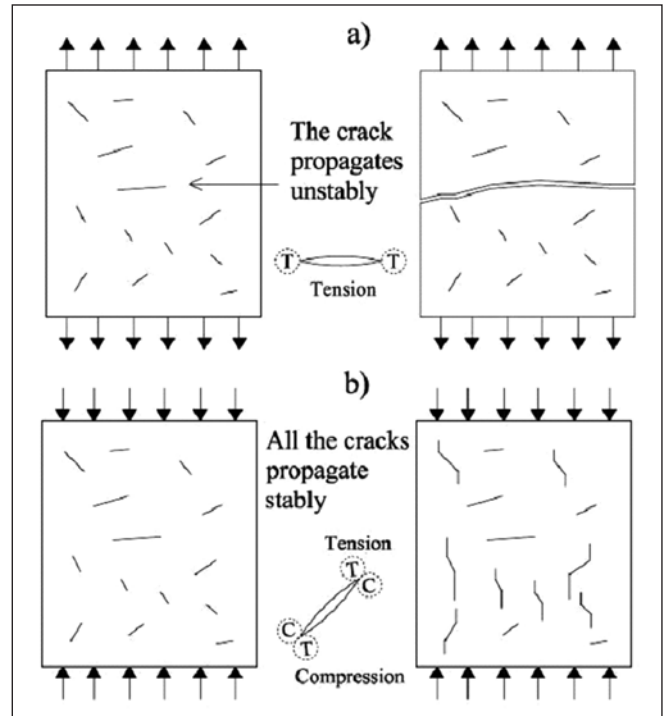 a)
The crack
propagates
unstably
T T
Tension
b)
All the cracks
propagate
stably
Tension
T
C
C
T
Compression